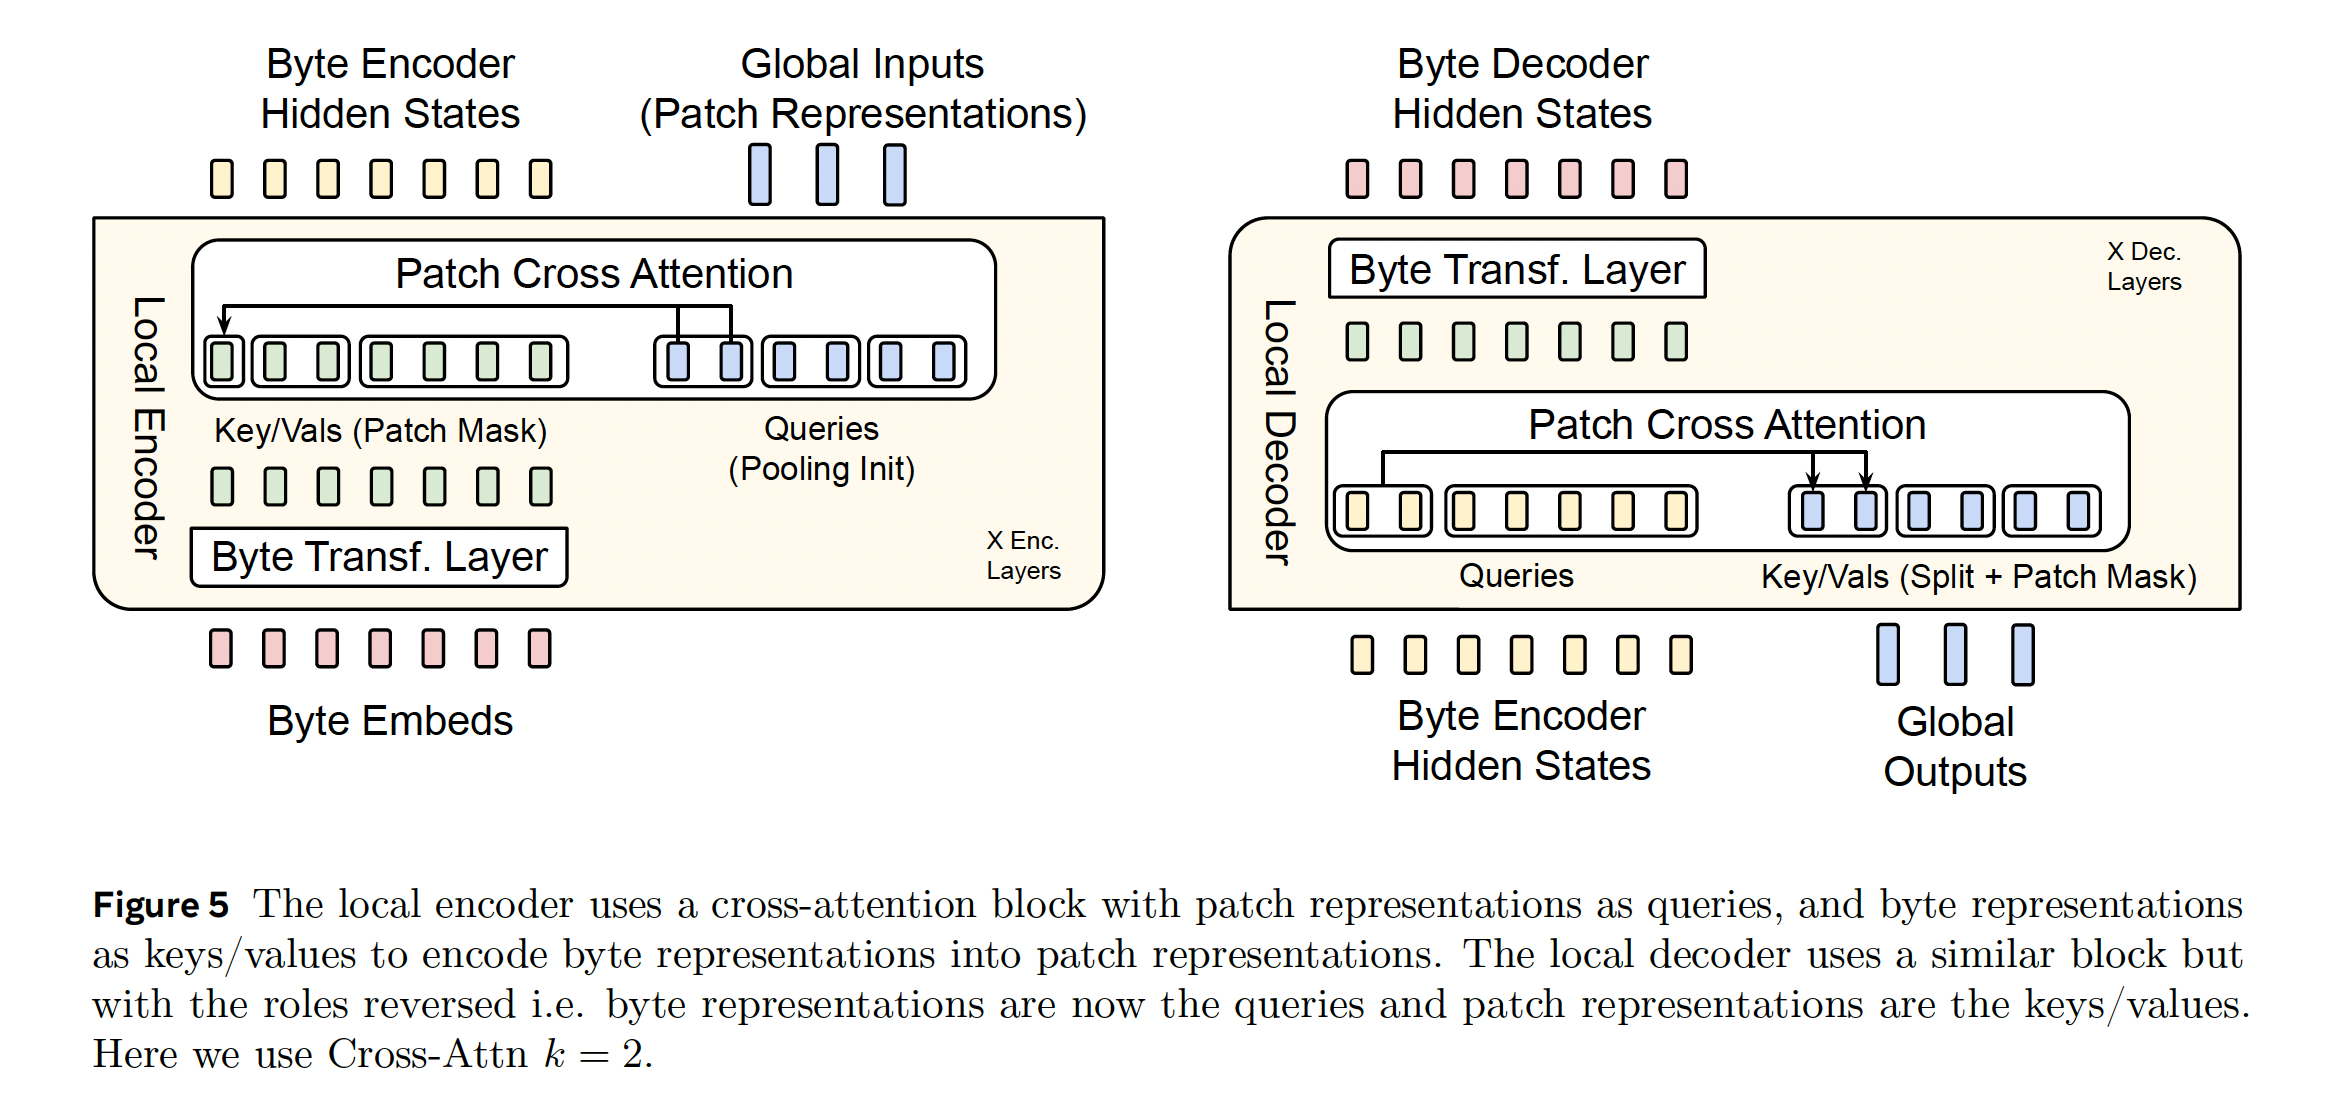 Byte Encoder
Hidden States
Global Inputs
(Patch Representations)
Local Encoder
Patch Cross Attention
Key/Vals (Patch Mask)
Queries
(Pooling Init)
Byte Transf. Layer
X Enc.
Layers
Byte Embeds
Byte Decoder
Hidden States
Local Decoder
Byte Transf. Layer
X Dec.
Layers
Patch Cross Attention
Queries
Key/Vals (Split + Patch Mask)
Byte Encoder
Hidden States
Global
Outputs
Figure 5 The local encoder uses a cross-attention block with patch representations as queries, and byte representations
as keys/values to encode byte representations into patch representations. The local decoder uses a similar block but
with the roles reversed i.e. byte representations are now the queries and patch representations are the keys/values.
Here we use Cross-Attn k = 2.